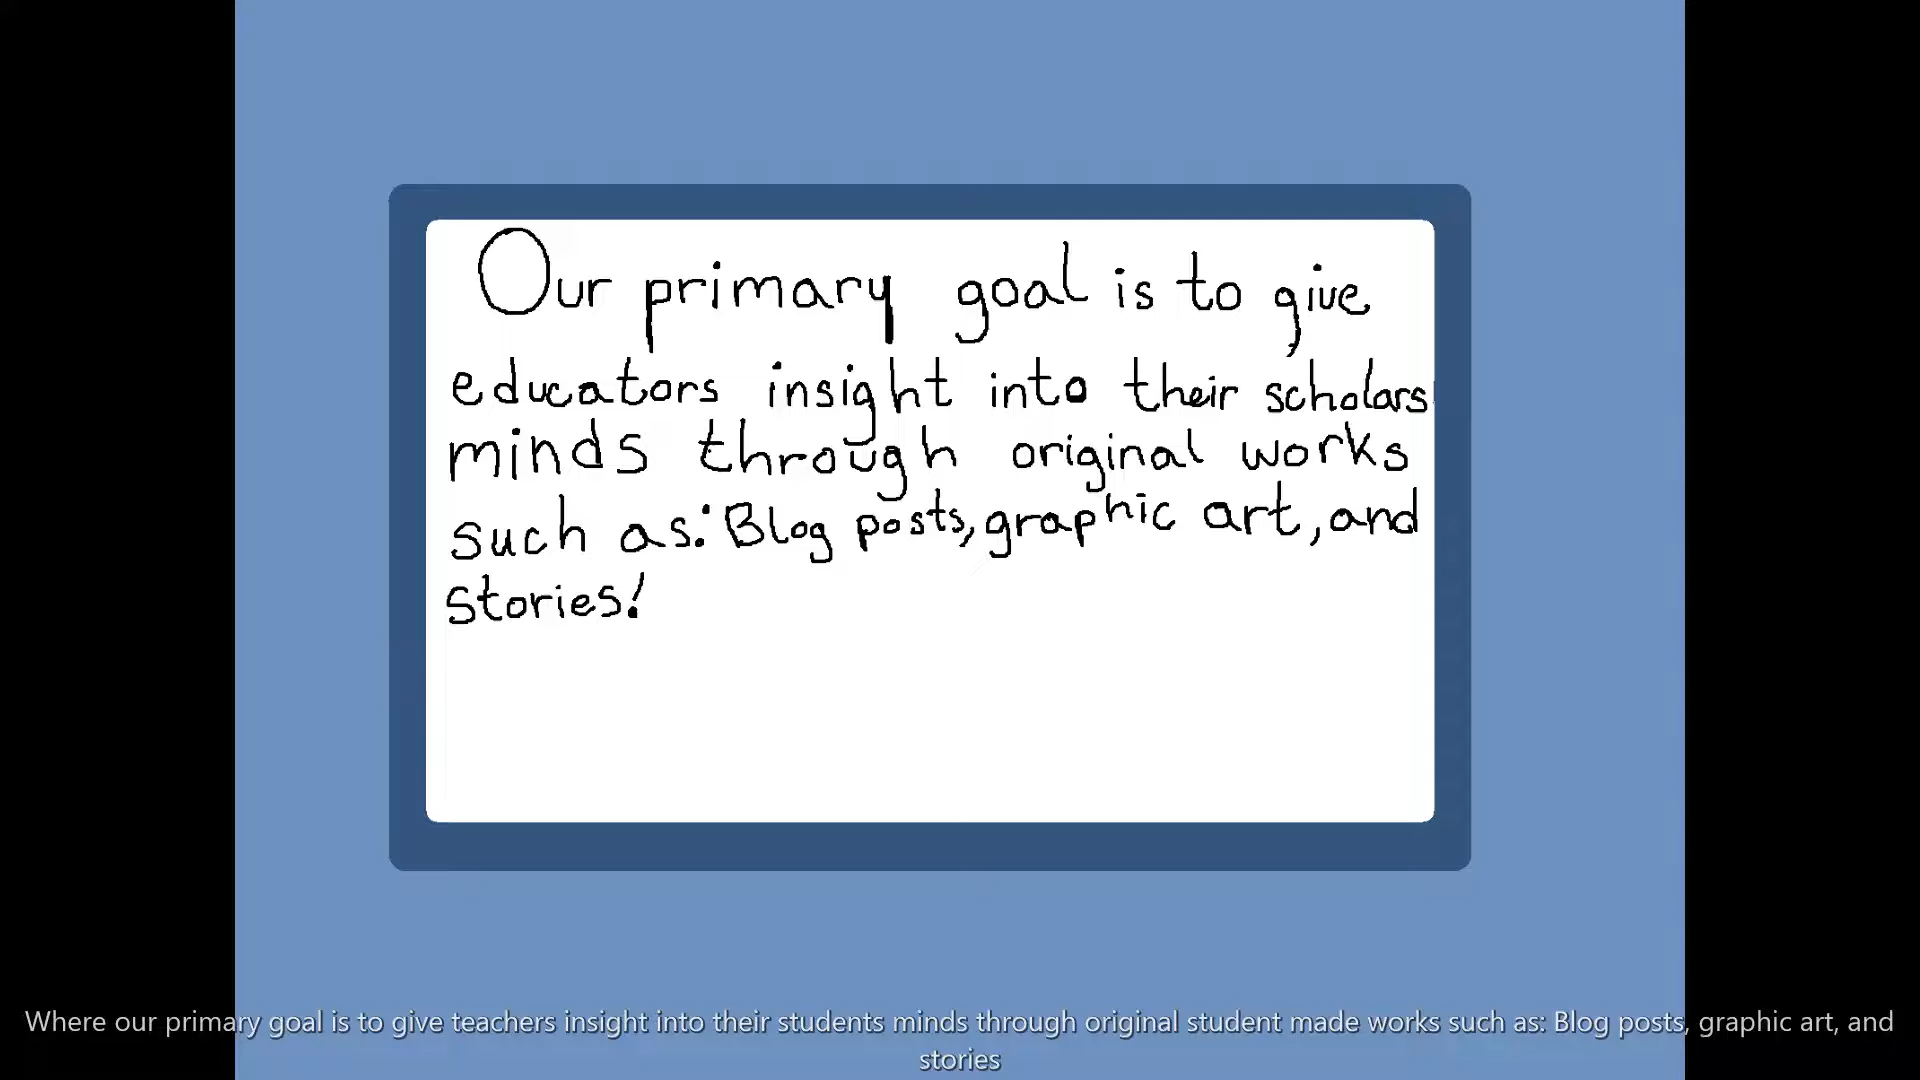 Our primary goal is to give
educators insight into their scholars
minds through original works
such as: Blog posts, graphic art, and
stories!
Where our primary goal is to give teachers insight into their students minds through original student made works such as: Blog posts, graphic art, and
stories